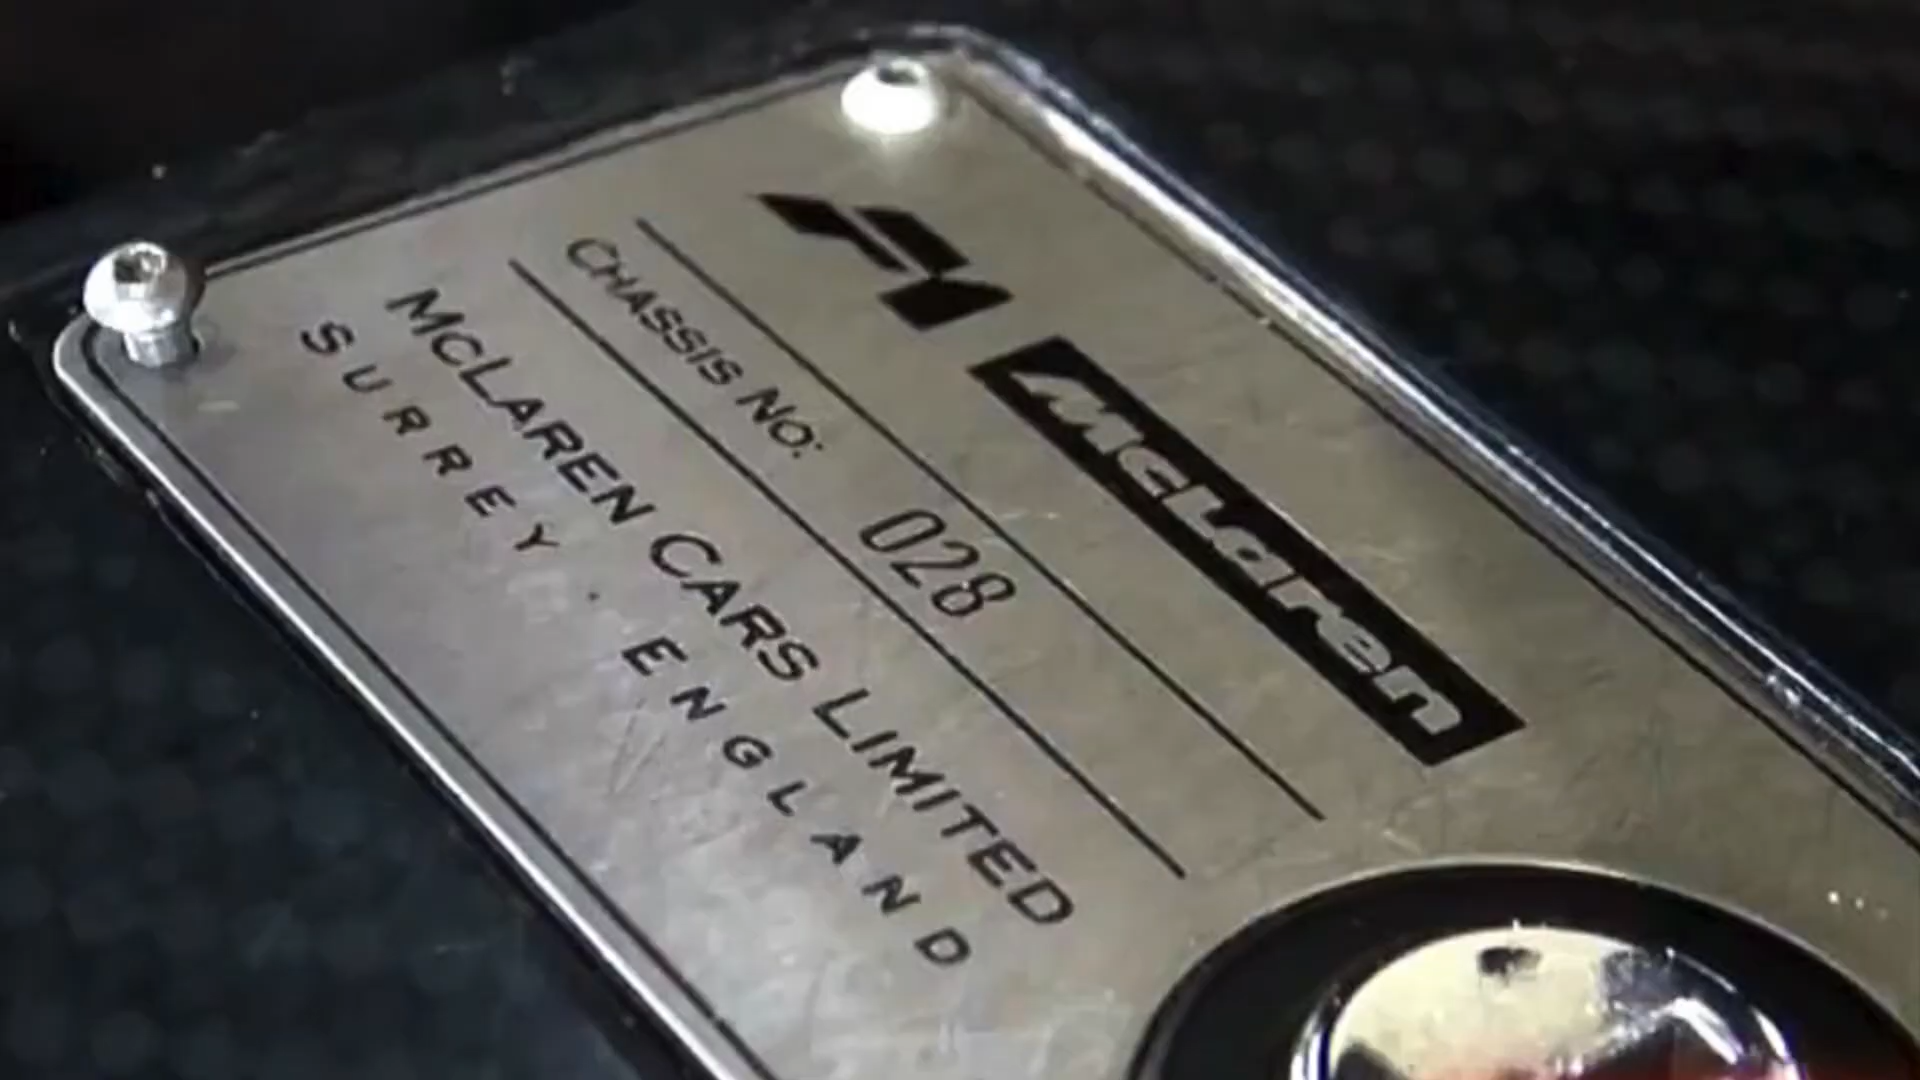 F1
McLaren
CHASSIS NO: 028
McLAREN CARS LIMITED
SURREY . ENGLAND